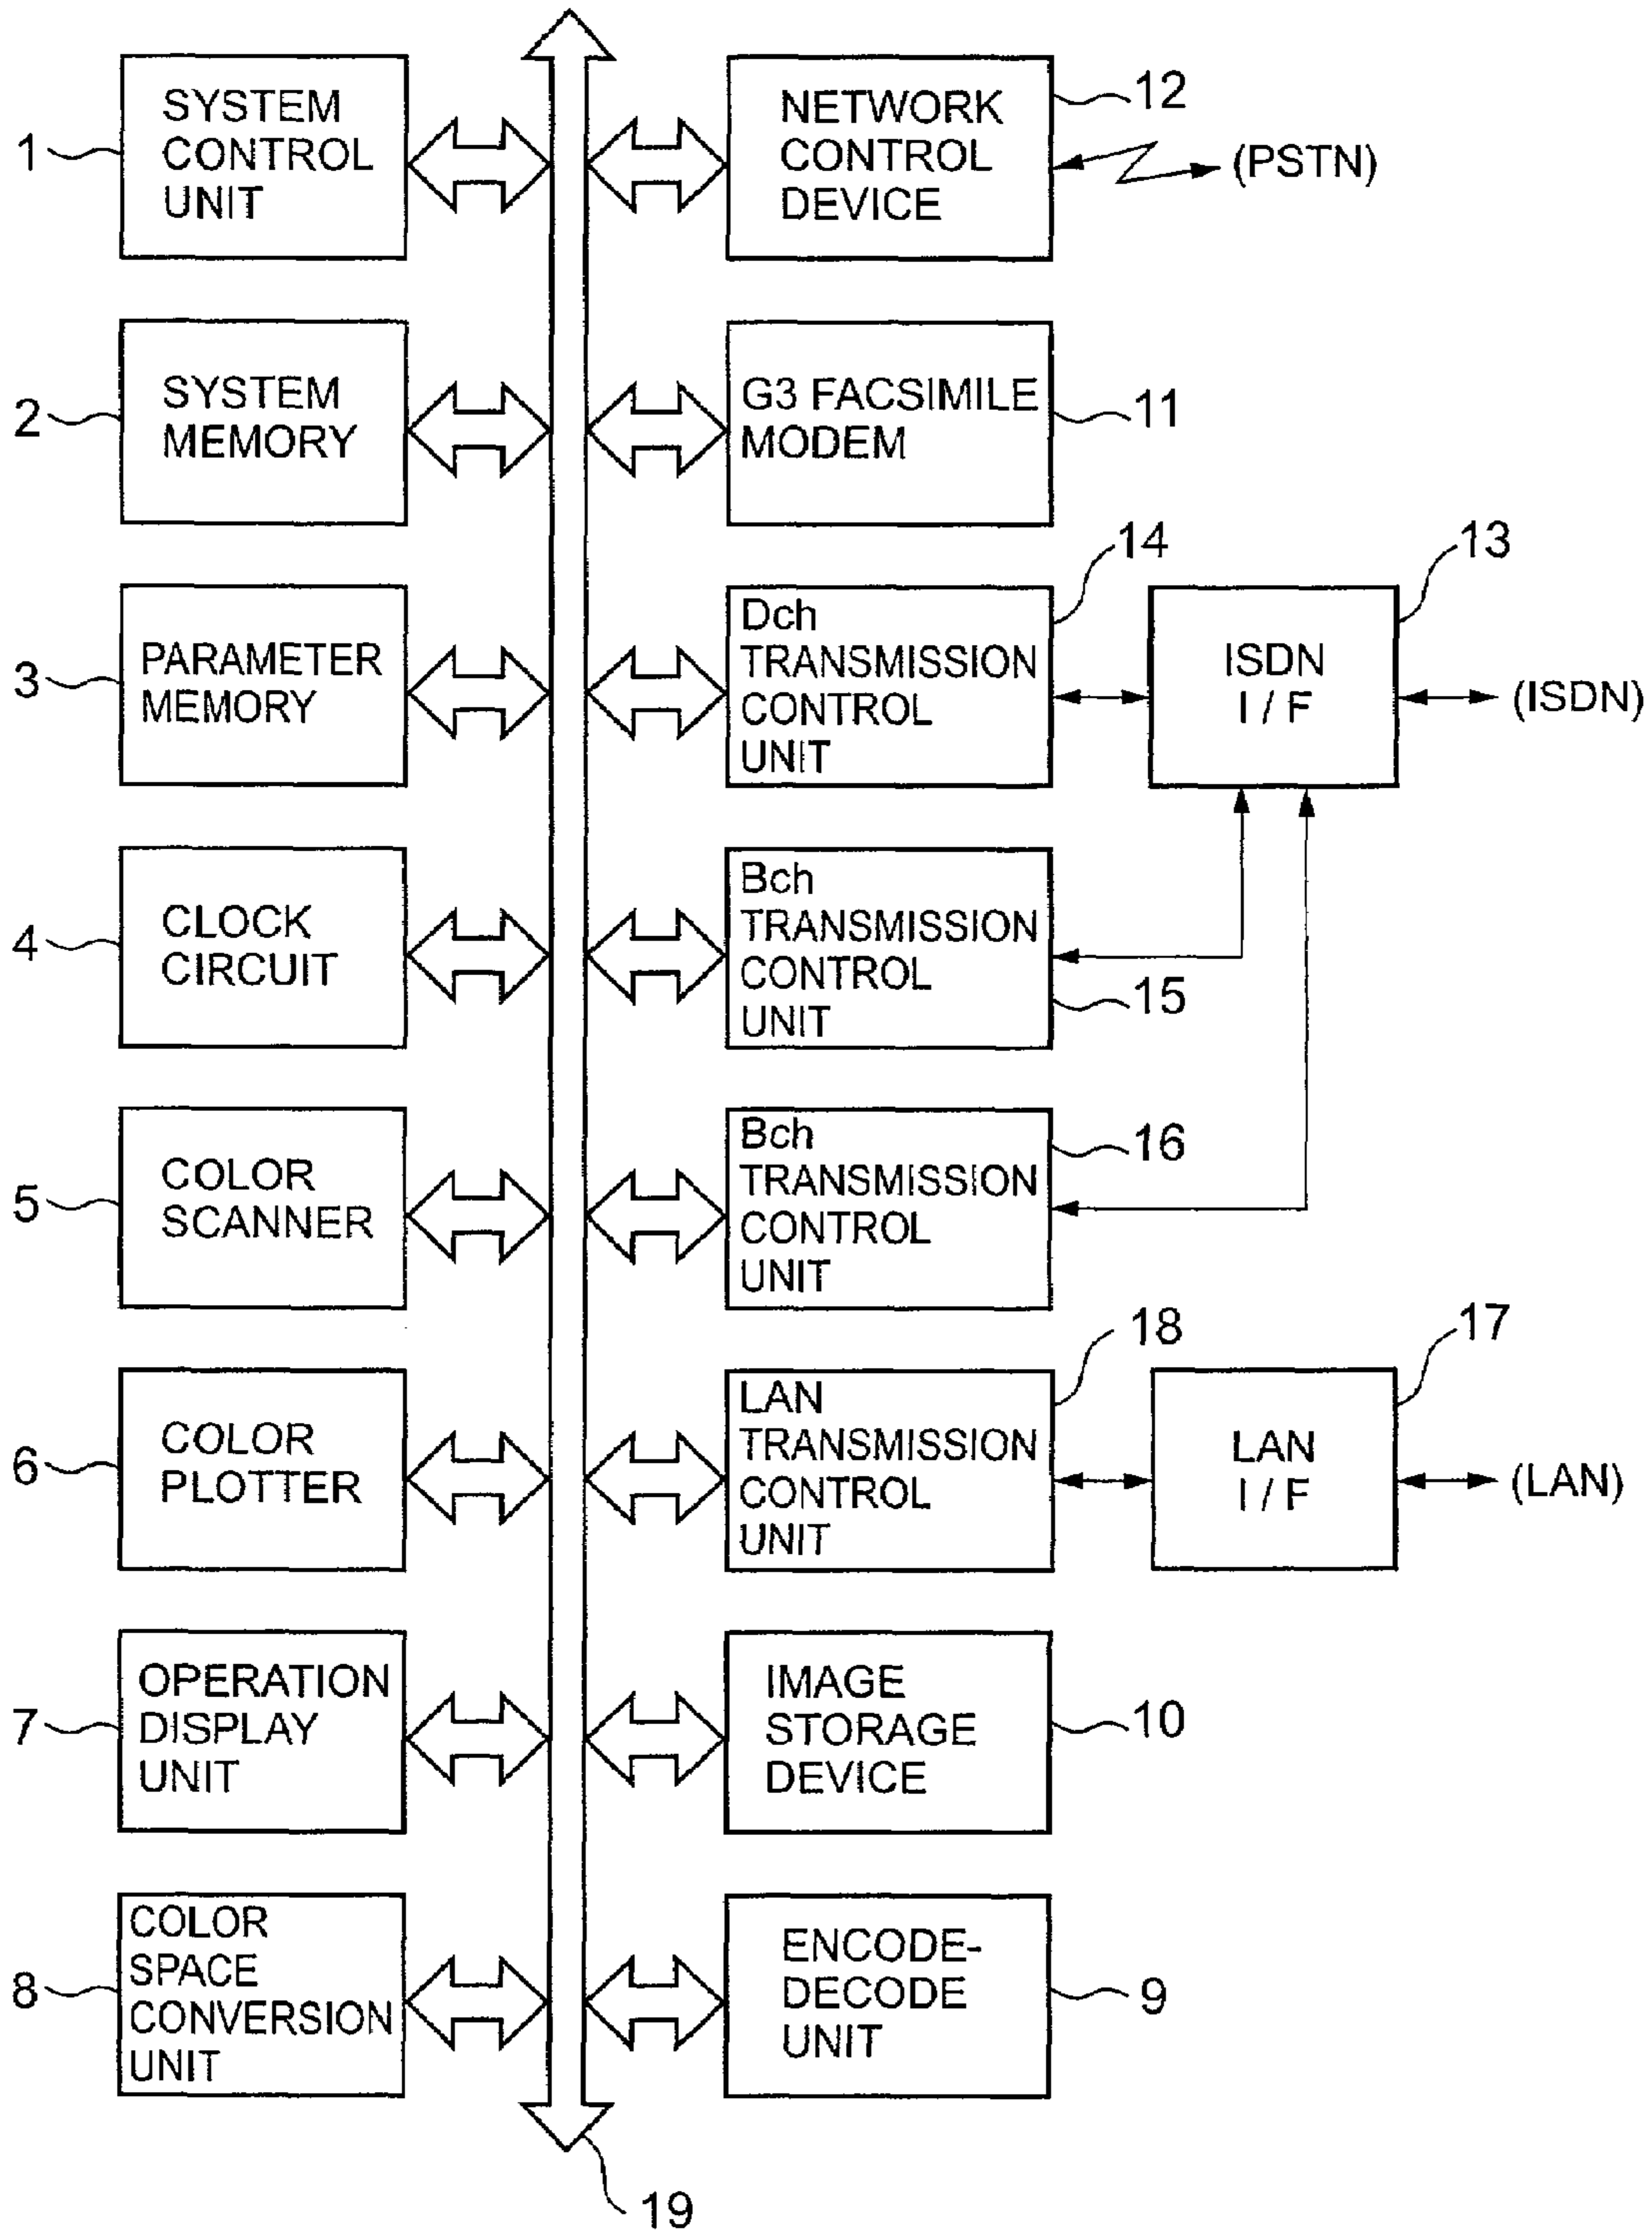 1
SYSTEM
CONTROL
UNIT
NETWORK
CONTROL
DEVICE
12
(PSTN)
2
SYSTEM
MEMORY
G3 FACSIMILE
MODEM
11
3
PARAMETER
MEMORY
Dch
TRANSMISSION
CONTROL
UNIT
14
ISDN
I / F
13
(ISDN)
4
CLOCK
CIRCUIT
Bch
TRANSMISSION
CONTROL
UNIT
15
5
COLOR
SCANNER
Bch
TRANSMISSION
CONTROL
UNIT
16
6
COLOR
PLOTTER
LAN
TRANSMISSION
CONTROL
UNIT
18
LAN
I / F
17
(LAN)
7
OPERATION
DISPLAY
UNIT
IMAGE
STORAGE
DEVICE
10
8
COLOR
SPACE
CONVERSION
UNIT
ENCODE-
DECODE
UNIT
9
19